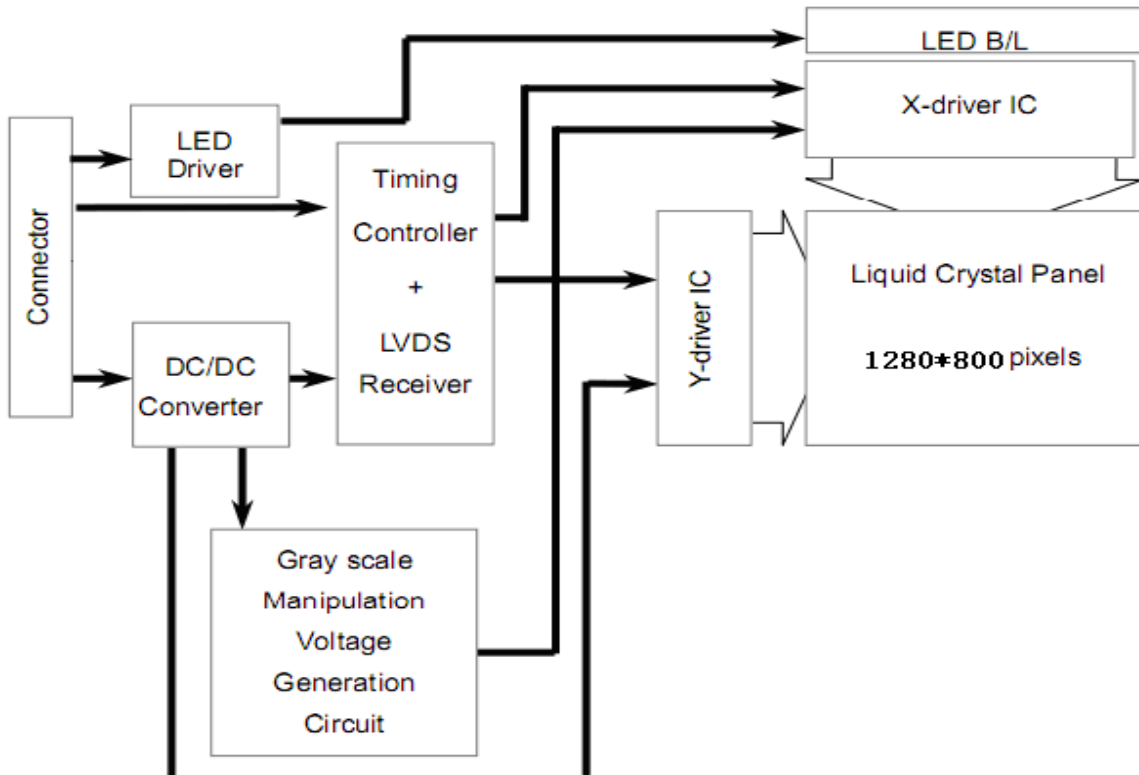 LED B/L
X-driver IC
LED
Driver
Connector
Timing
Controller
+
LVDS
Receiver
Y-driver IC
Liquid Crystal Panel
1280*800 pixels
DC/DC
Converter
Gray scale
Manipulation
Voltage
Generation
Circuit